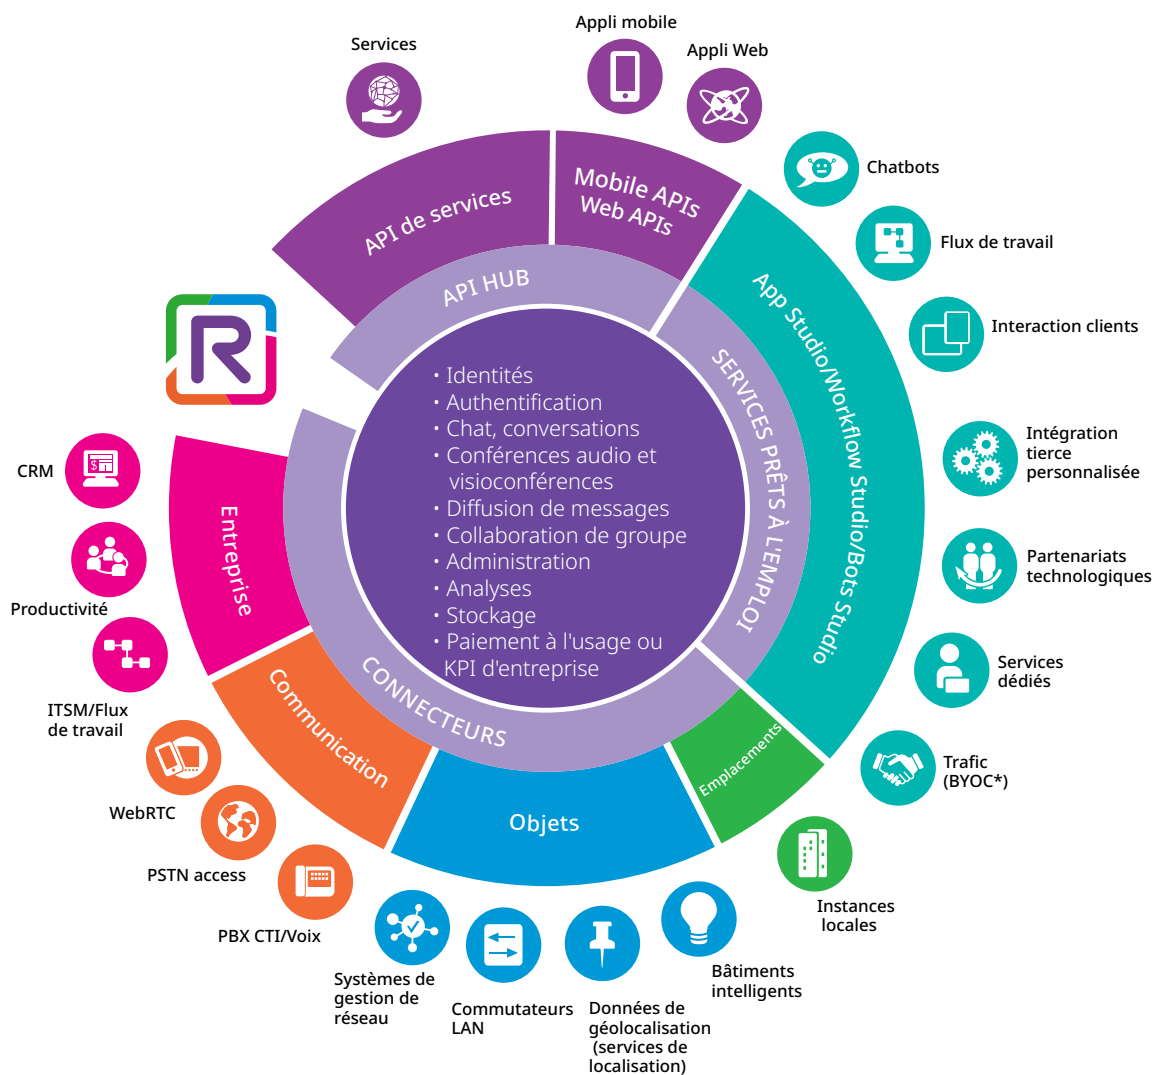 Appli mobile
Services
Appli Web
Chatbots
Flux de travail
Interaction clients
Intégration
tierce
personnalisée
Partenariats
technologiques
Services
dédiés
Trafic
(BYOC*)
Instances
locales
Bâtiments
intelligents
Données de
géolocalisation
(services de
localisation)
Commutateurs
LAN
Systèmes de
gestion de
réseau
PBX CTI/Voix
PSTN access
WebRTC
ITSM/Flux
de travail
Productivité
CRM
$
API de services
Mobile APIs
Web APIs
App Studio/Workflow Studio/Bots Studio
Emplacements
Objets
Communication
Entreprise
API HUB
SERVICES PRÊTS À L'EMPLOI
CONNECTEURS
R
• Identités
• Authentification
• Chat, conversations
• Conférences audio et
visioconférences
• Diffusion de messages
• Collaboration de groupe
• Administration
• Analyses
• Stockage
• Paiement à l'usage ou
KPI d'entreprise